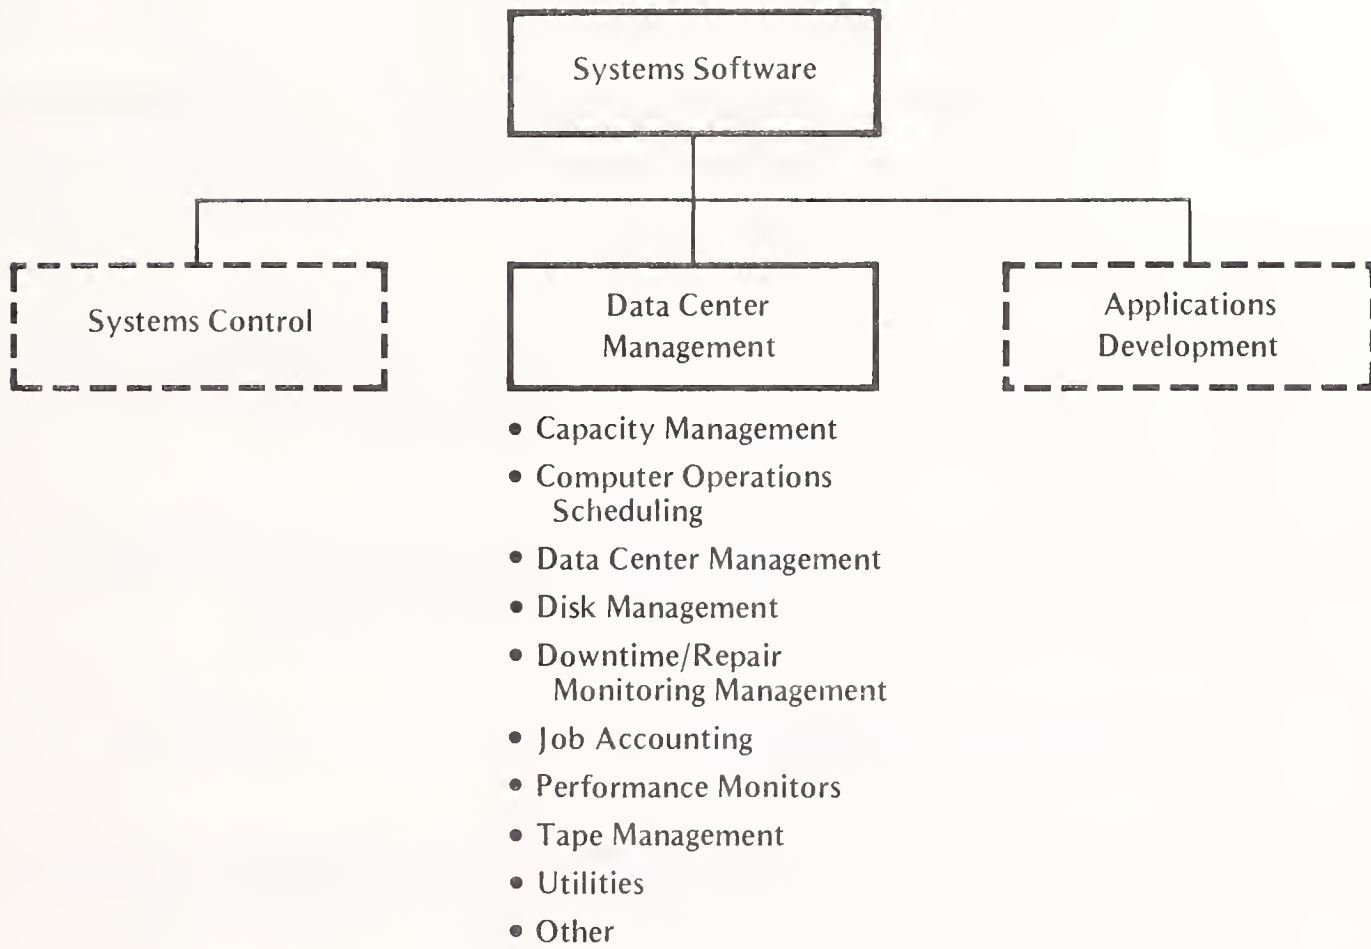 Systems Software
Systems Control
Data Center
Management
Applications
Development
• Capacity Management
• Computer Operations
Scheduling
• Data Center Management
• Disk Management
• Downtime/Repair
Monitoring Management
• Job Accounting
• Performance Monitors
• Tape Management
• Utilities
• Other